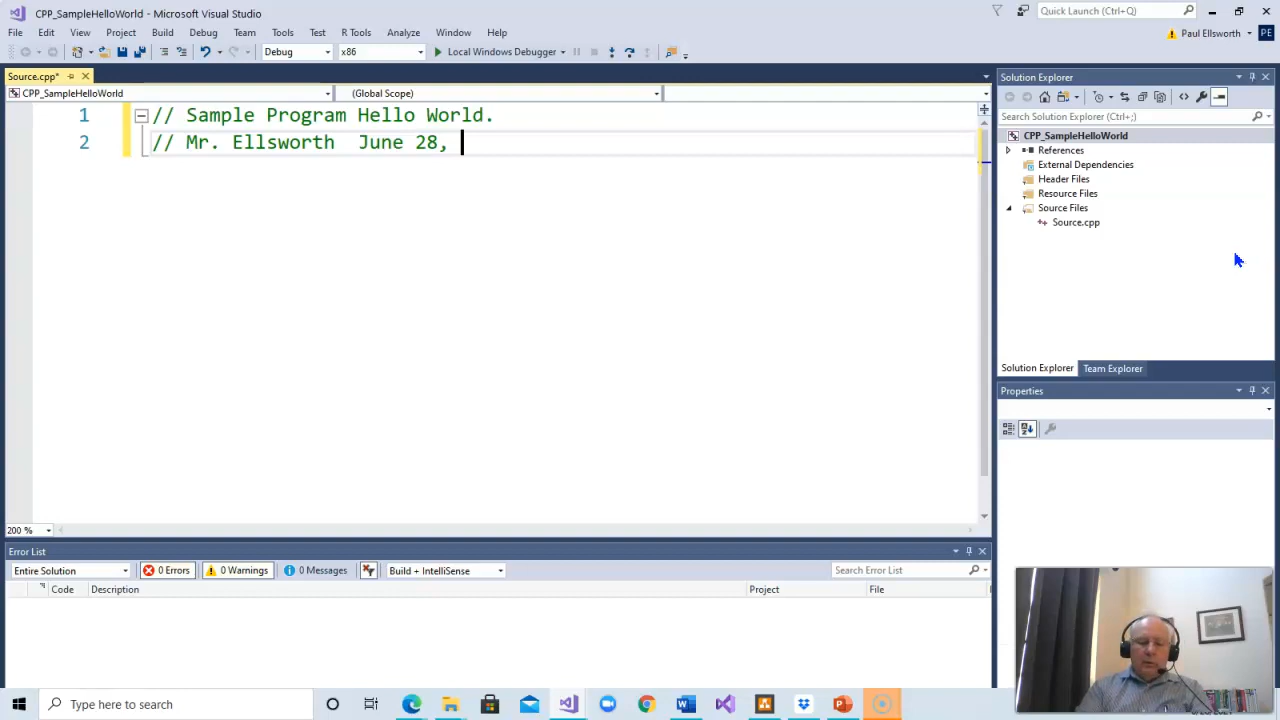 CPP_SampleHelloWorld - Microsoft Visual Studio
Quick Launch (Ctrl+Q)
File Edit View Project Build Debug Team Tools Test R Tools Analyze Window Help
Paul Ellsworth PE
Debug x86 Local Windows Debugger
Source.cpp*
Solution Explorer
CPP_SampleHelloWorld (Global Scope)
Search Solution Explorer (Ctrl+;)
1 // Sample Program Hello World.
2 // Mr. Ellsworth June 28,
CPP_SampleHelloWorld
References
External Dependencies
Header Files
Resource Files
Source Files
Source.cpp
Solution Explorer Team Explorer
Properties
200 %
Error List
Entire Solution 0 Errors 0 Warnings 0 Messages Build + IntelliSense Search Error List
Code Description Project File
Type here to search